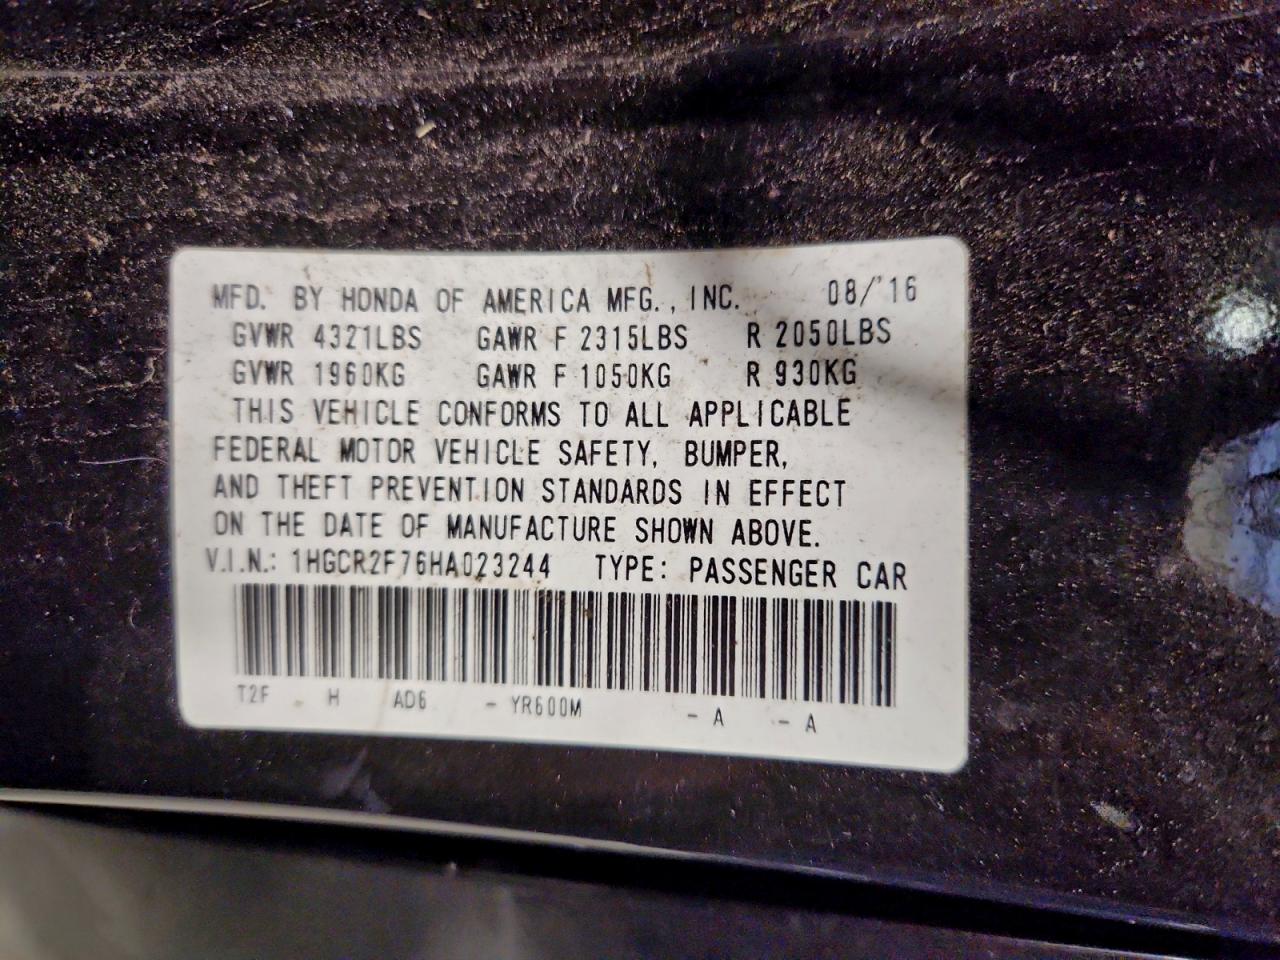 MFD. BY HONDA OF AMERICA MFG., INC. 08/'16
GVWR 4321LBS GAWR F 2315LBS R 2050LBS
GVWR 1960KG GAWR F 1050KG R 930KG
THIS VEHICLE CONFORMS TO ALL APPLICABLE
FEDERAL MOTOR VEHICLE SAFETY, BUMPER,
AND THEFT PREVENTION STANDARDS IN EFFECT
ON THE DATE OF MANUFACTURE SHOWN ABOVE.
V.I.N.: 1HGCR2F76HA023244 TYPE: PASSENGER CAR
T2F H AD6 - YR600M - A - A